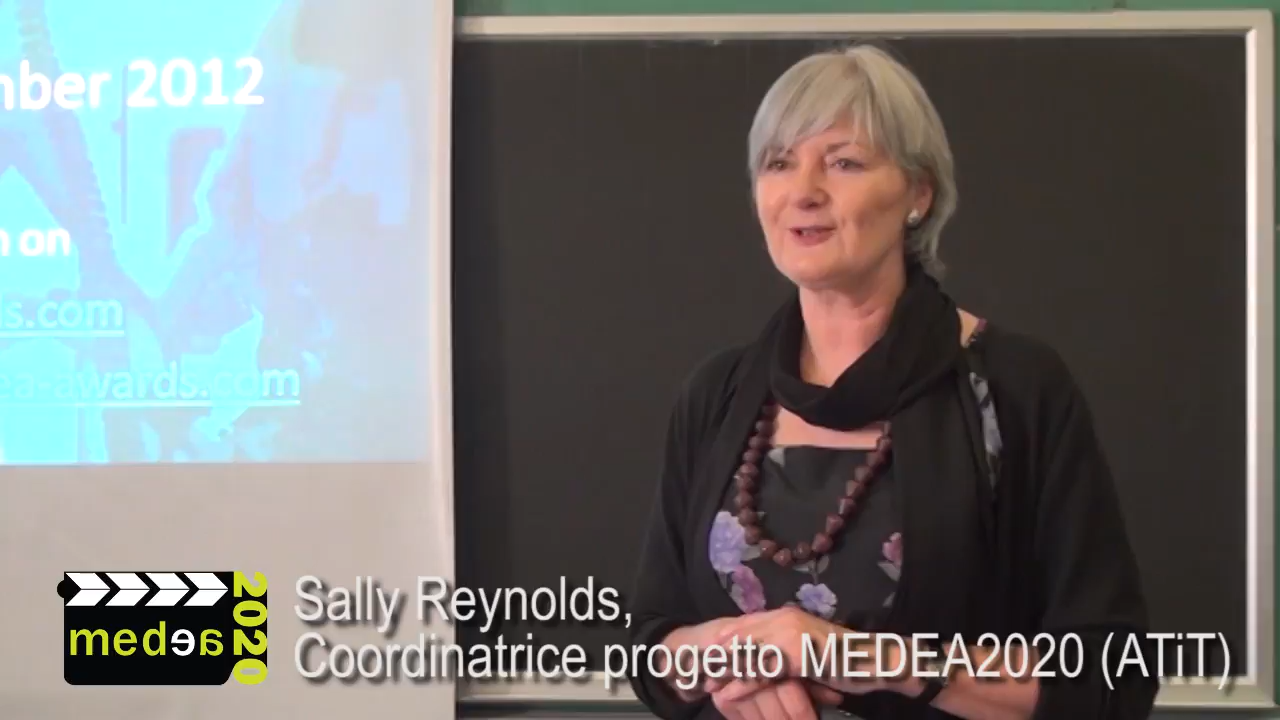 mber 2012
n on
ds.com
ea-awards.com
medea
2020
Sally Reynolds,
Coordinatrice progetto MEDEA2020 (ATiT)